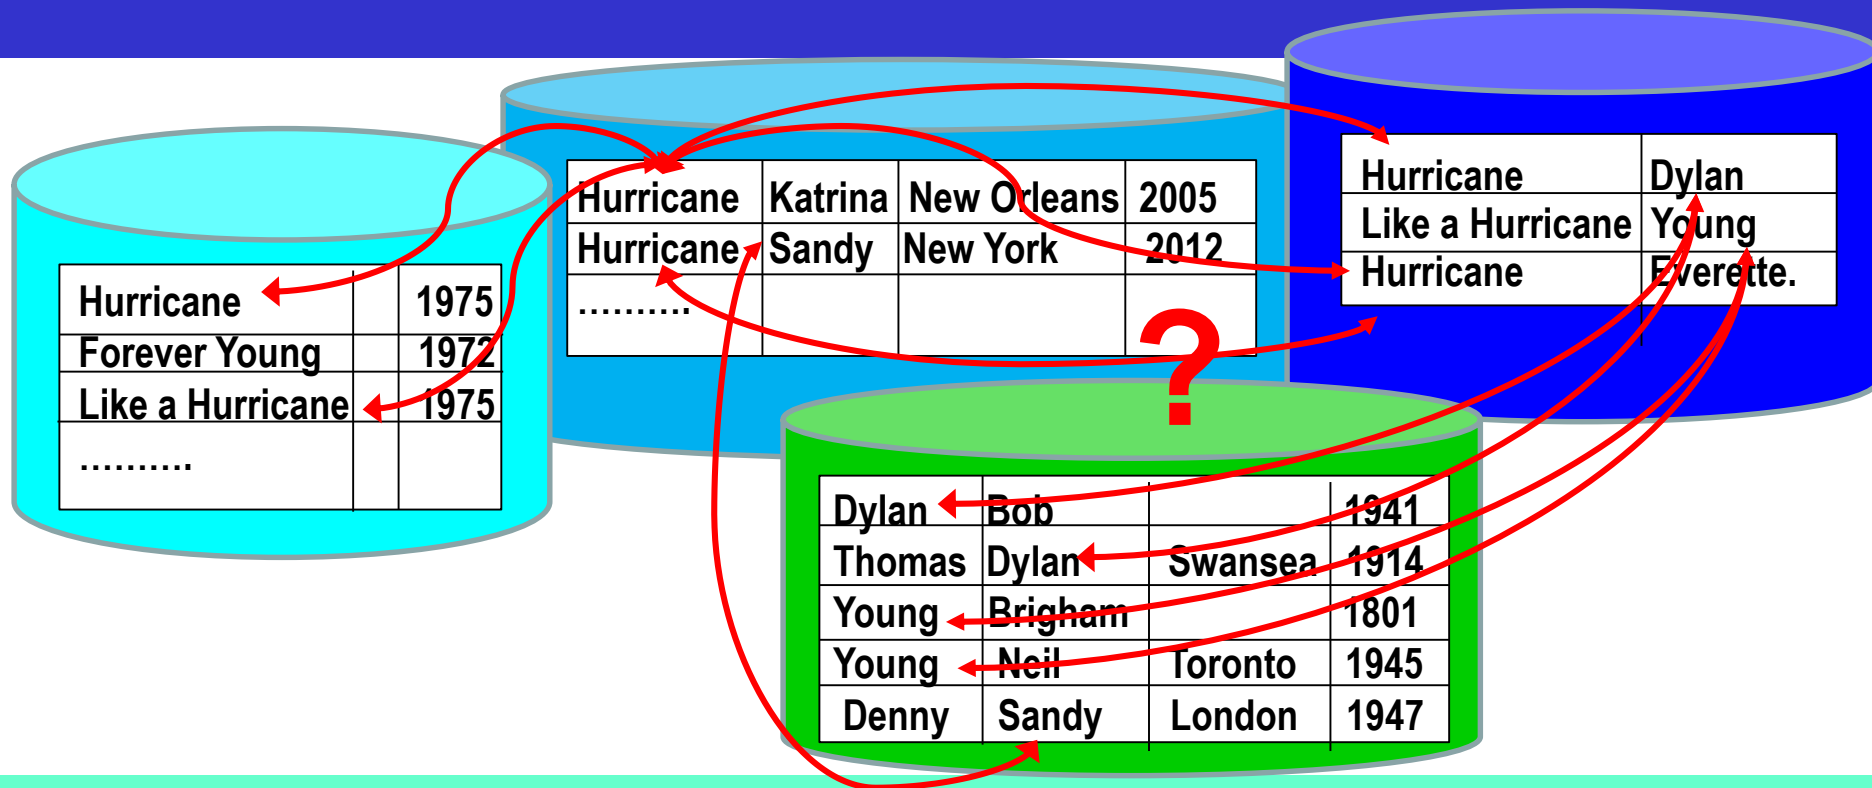 Hurricane 1975
Forever Young 1972
Like a Hurricane 1975
……….
Hurricane Katrina New Orleans 2005
Hurricane Sandy New York 2012
……….
Hurricane Dylan
Like a Hurricane Young
Hurricane Everette.
?
Dylan Bob 1941
Thomas Dylan Swansea 1914
Young Brigham 1801
Young Neil Toronto 1945
Denny Sandy London 1947